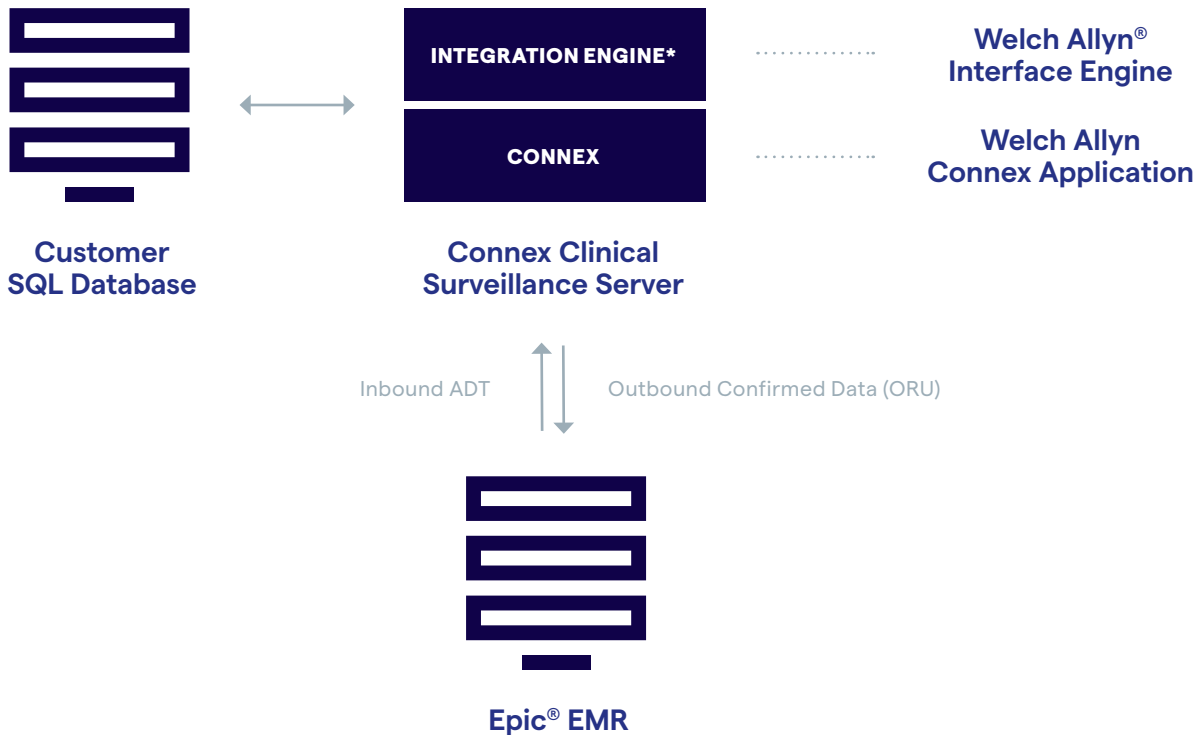 INTEGRATION ENGINE*
Welch Allyn®
Interface Engine
CONNEX
Welch Allyn
Connex Application
Customer
SQL Database
Connex Clinical
Surveillance Server
Inbound ADT
Outbound Confirmed Data (ORU)
Epic® EMR